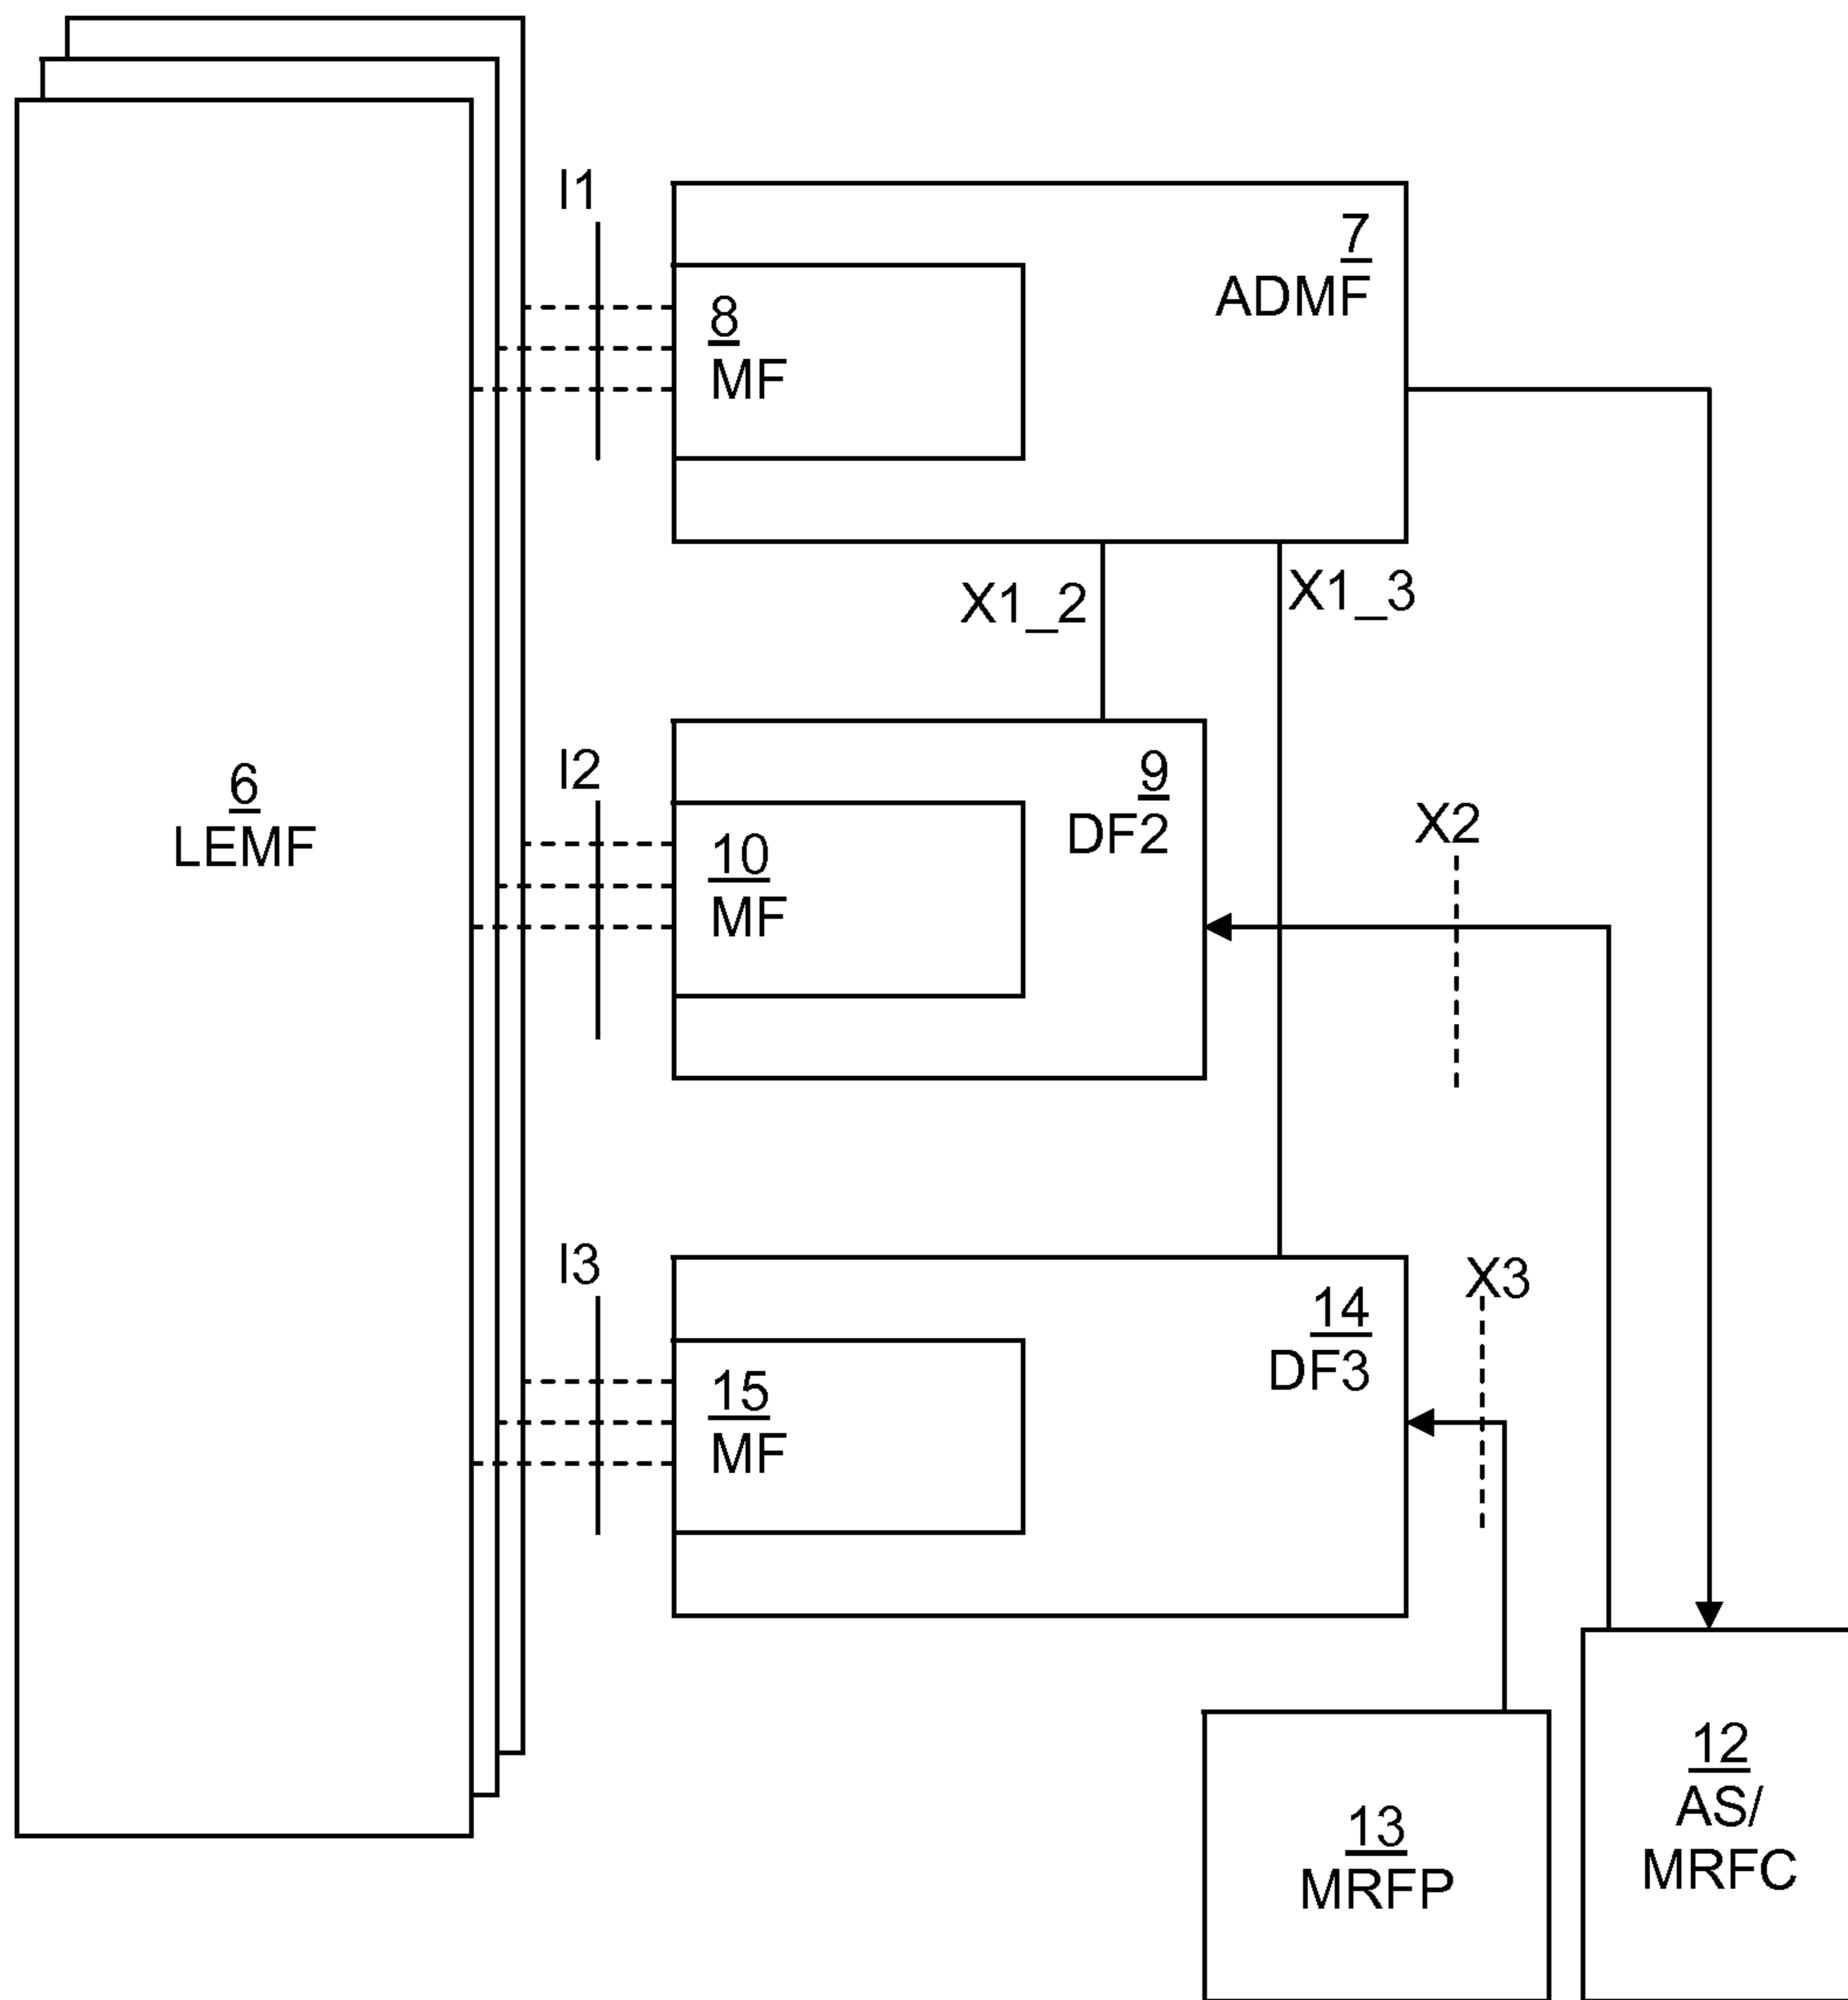 I1
7
ADMF
8
MF
X1_2
X1_3
6
LEMF
I2
9
DF2
10
MF
X2
I3
14
DF3
15
MF
X3
12
AS/
MRFC
13
MRFP